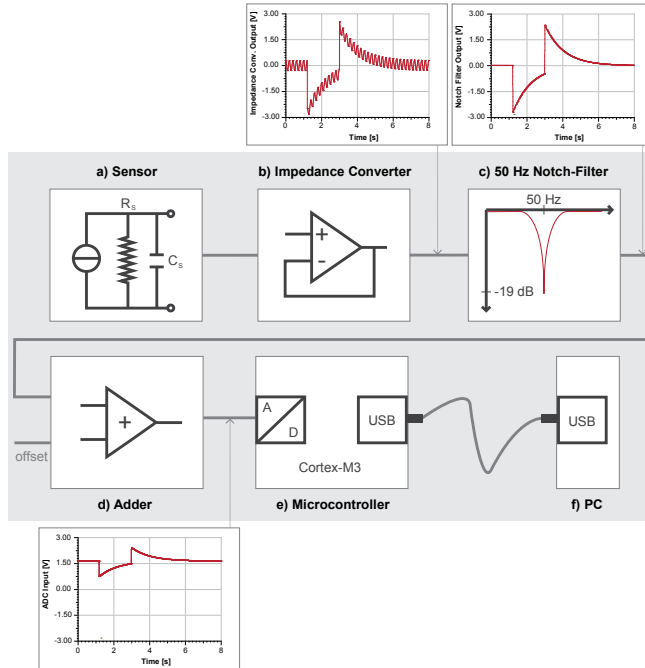 Impedance Conv. Output [V]
3.00
1.50
0.00
-1.50
-3.00
0 2 4 6 8
Time [s]
Notch Filter Output [V]
3.00
1.50
0.00
-1.50
-3.00
0 2 4 6 8
Time [s]
a) Sensor
b) Impedance Converter
c) 50 Hz Notch-Filter
Rs
Cs
+
-
50 Hz
-19 dB
+
offset
A
D
USB
Cortex-M3
USB
d) Adder
e) Microcontroller
f) PC
ADC Input [V]
3.00
1.50
0.00
-1.50
-3.00
0 2 4 6 8
Time [s]